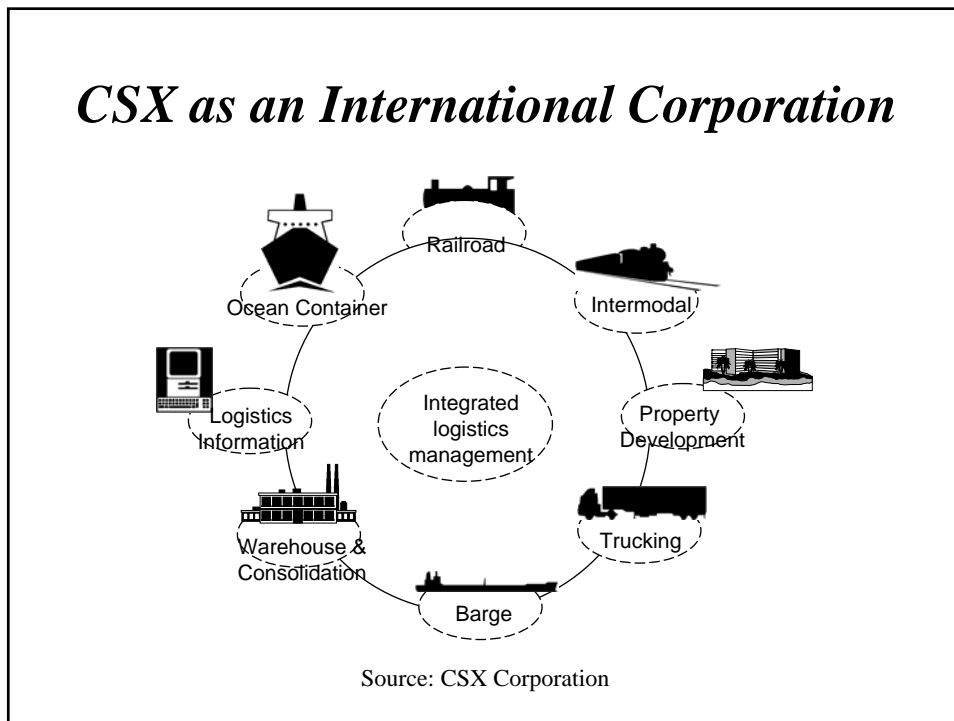 CSX as an International Corporation
Railroad
Ocean Container
Intermodal
Logistics
Information
Integrated
logistics
management
Property
Development
Warehouse &
Consolidation
Trucking
Barge
Source: CSX Corporation